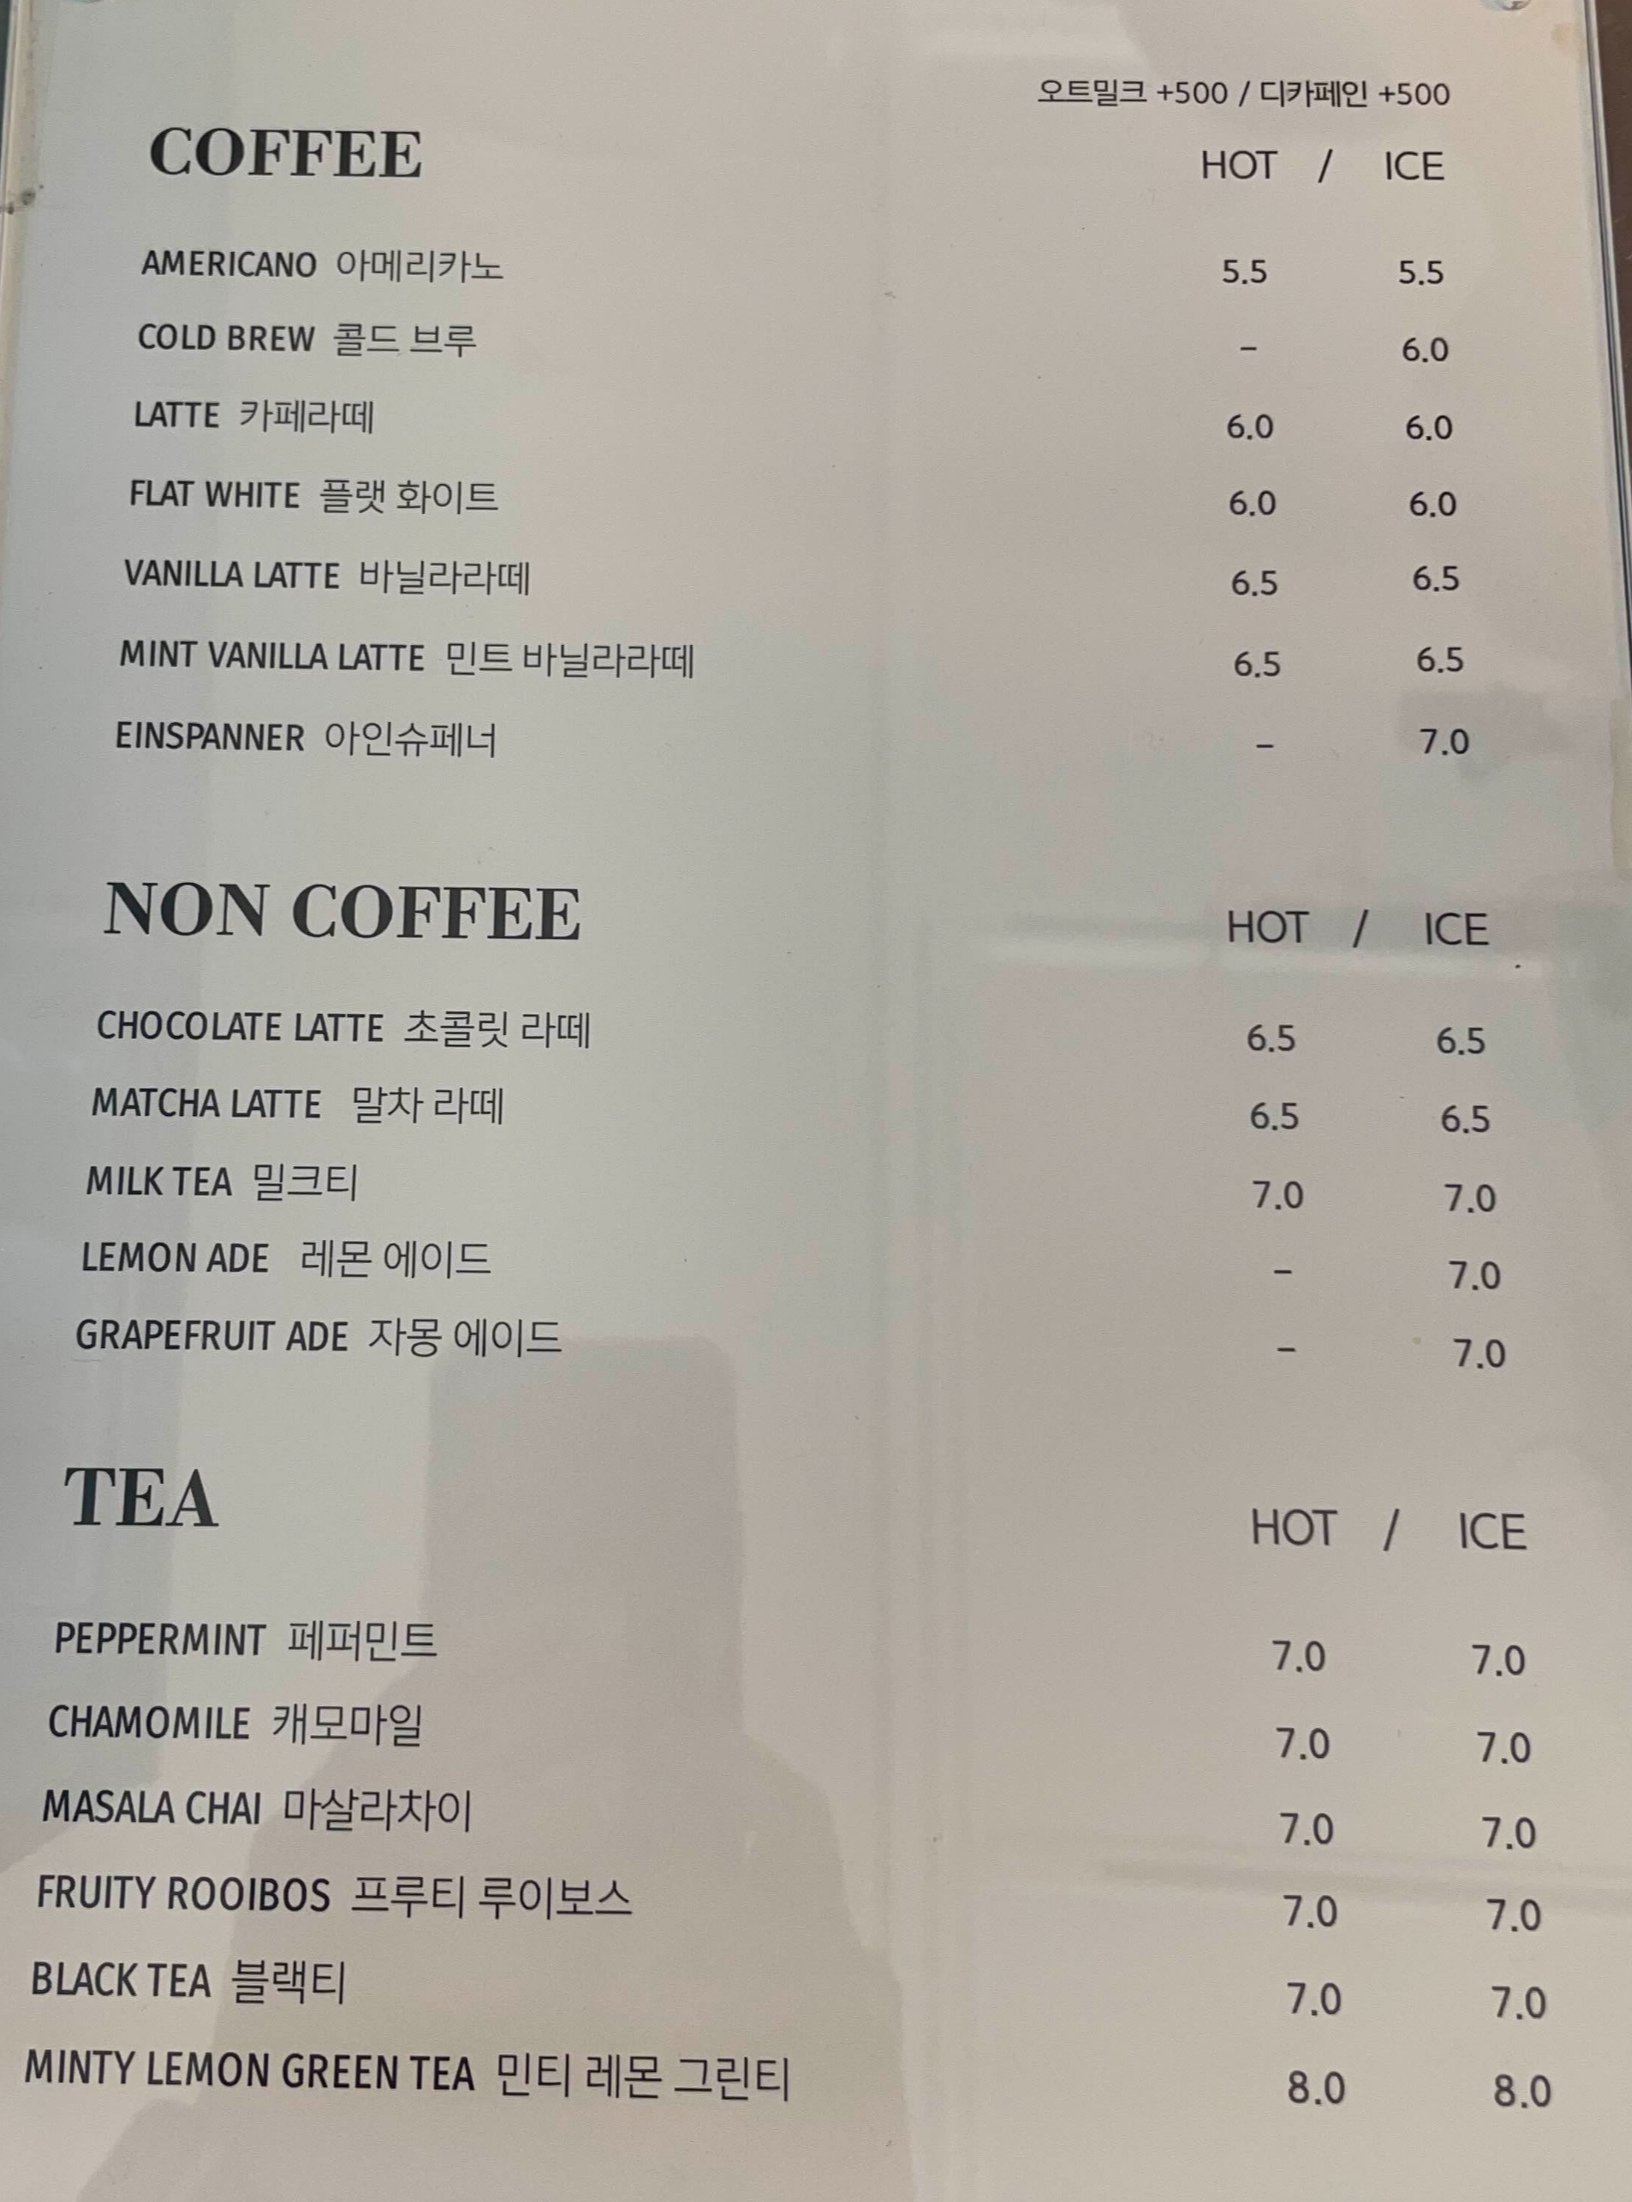 오트밀크 +500 / 디카페인 +500
COFFEE HOT / ICE
AMERICANO 아메리카노 5.5 5.5
COLD BREW 콜드 브루 – 6.0
LATTE 카페라떼 6.0 6.0
FLAT WHITE 플랫 화이트 6.0 6.0
VANILLA LATTE 바닐라라떼 6.5 6.5
MINT VANILLA LATTE 민트 바닐라라떼 6.5 6.5
EINSPANNER 아인슈페너 – 7.0
NON COFFEE HOT / ICE
CHOCOLATE LATTE 초콜릿 라떼 6.5 6.5
MATCHA LATTE 말차 라떼 6.5 6.5
MILK TEA 밀크티 7.0 7.0
LEMON ADE 레몬 에이드 – 7.0
GRAPEFRUIT ADE 자몽 에이드 – 7.0
TEA HOT / ICE
PEPPERMINT 페퍼민트 7.0 7.0
CHAMOMILE 캐모마일 7.0 7.0
MASALA CHAI 마살라차이 7.0 7.0
FRUITY ROOIBOS 프루티 루이보스 7.0 7.0
BLACK TEA 블랙티 7.0 7.0
MINTY LEMON GREEN TEA 민티 레몬 그린티 8.0 8.0